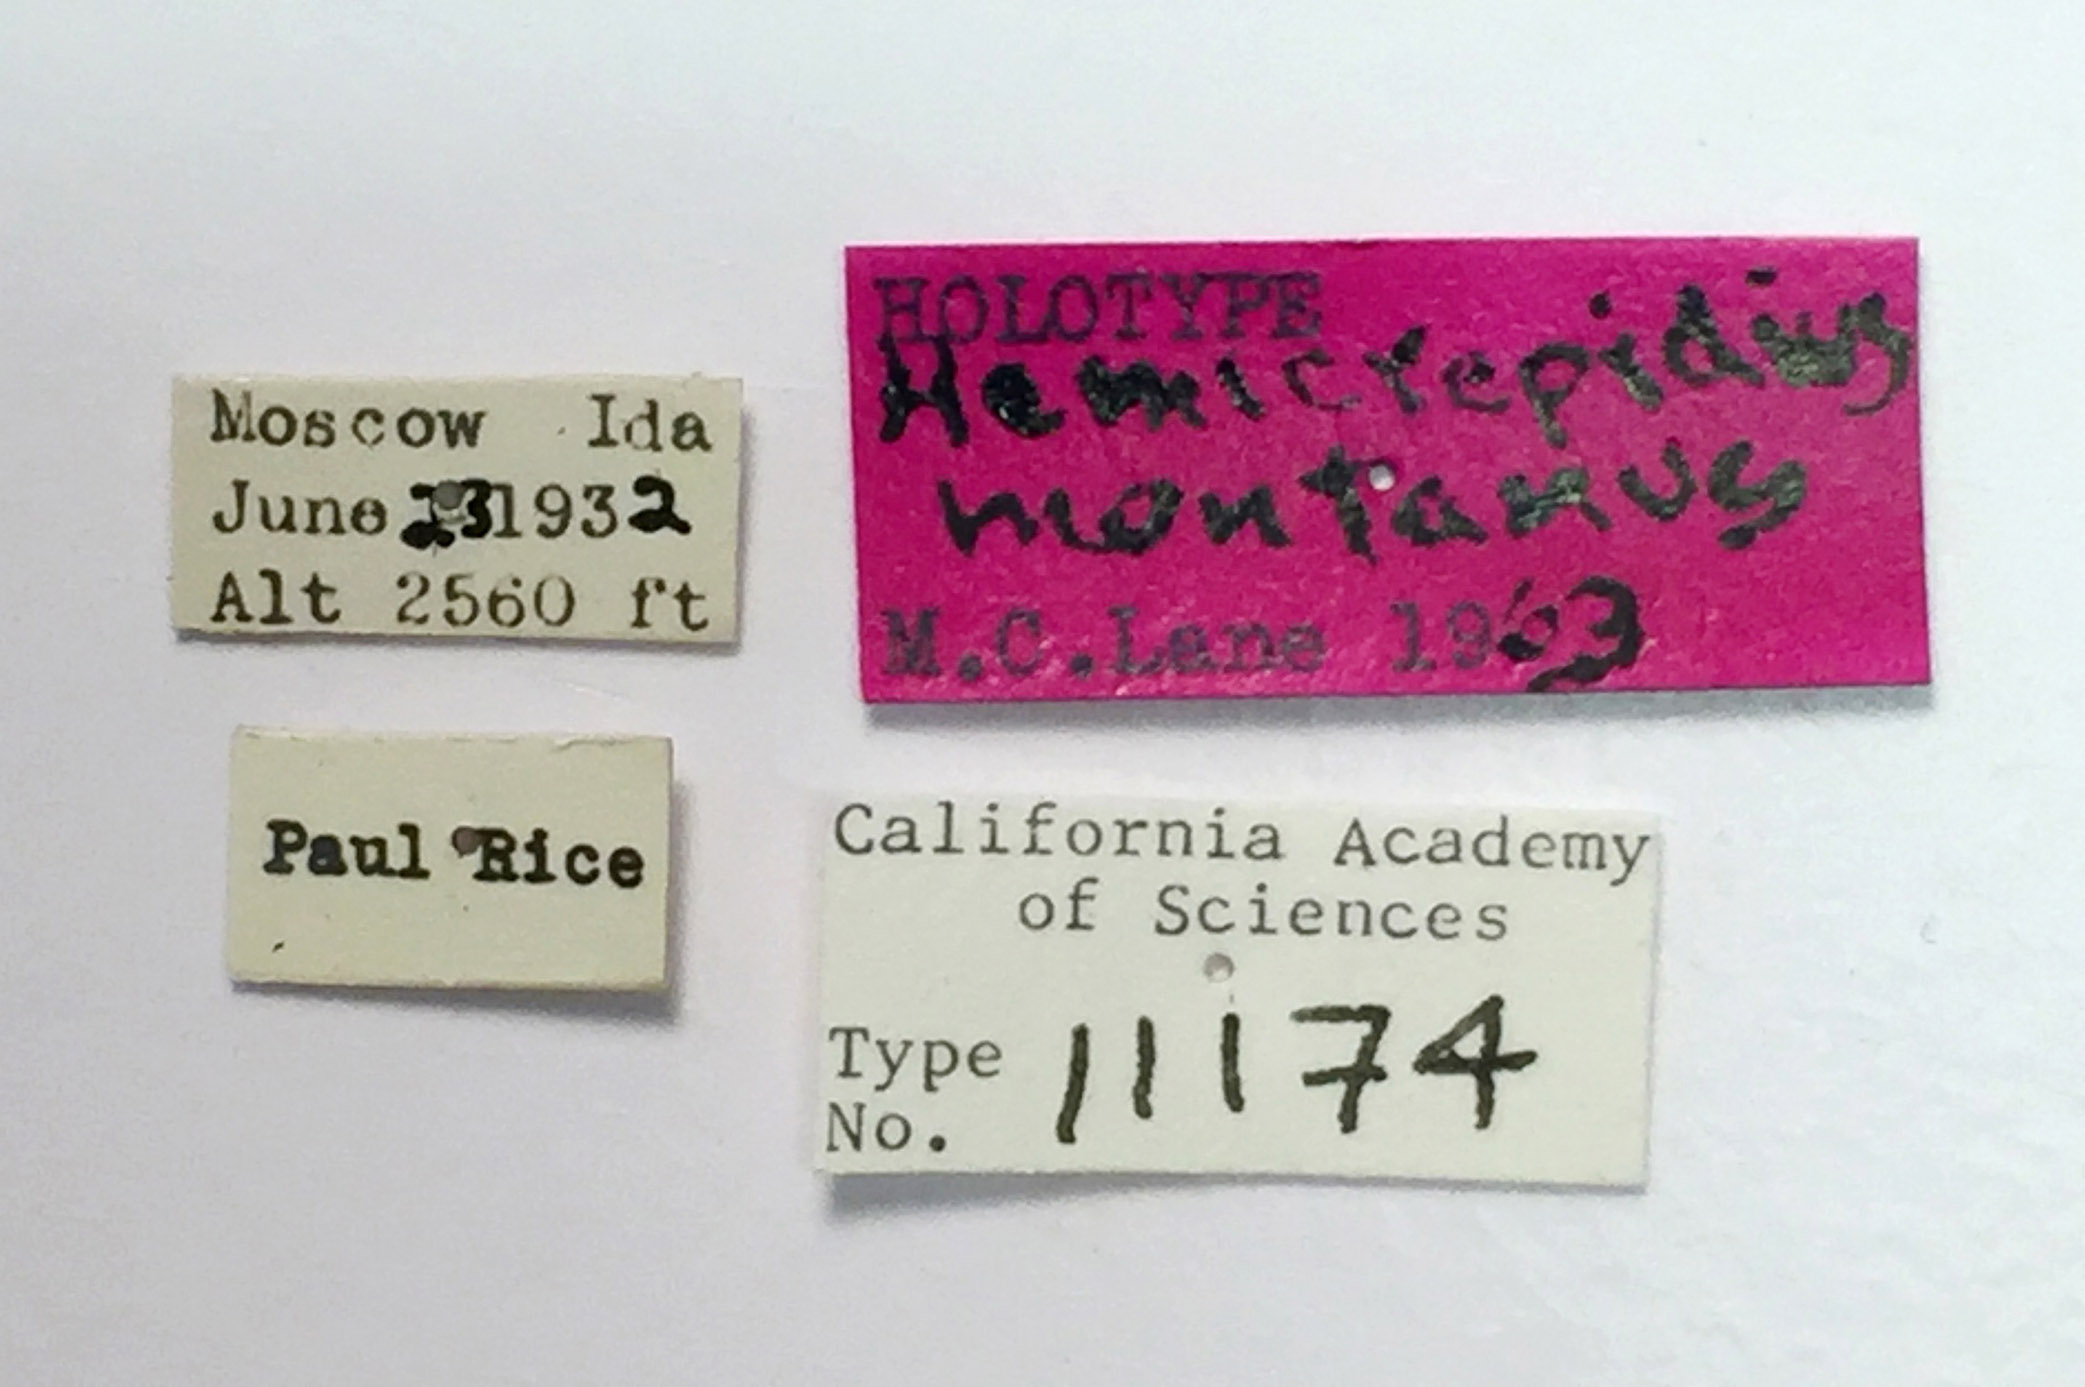 Moscow Ida
June 23 1932
Alt 2560 ft
Paul Rice
HOLOTYPE
Hemicrepidius
montanus
M.C.Lane 1963
California Academy
of Sciences
Type
No. 11174